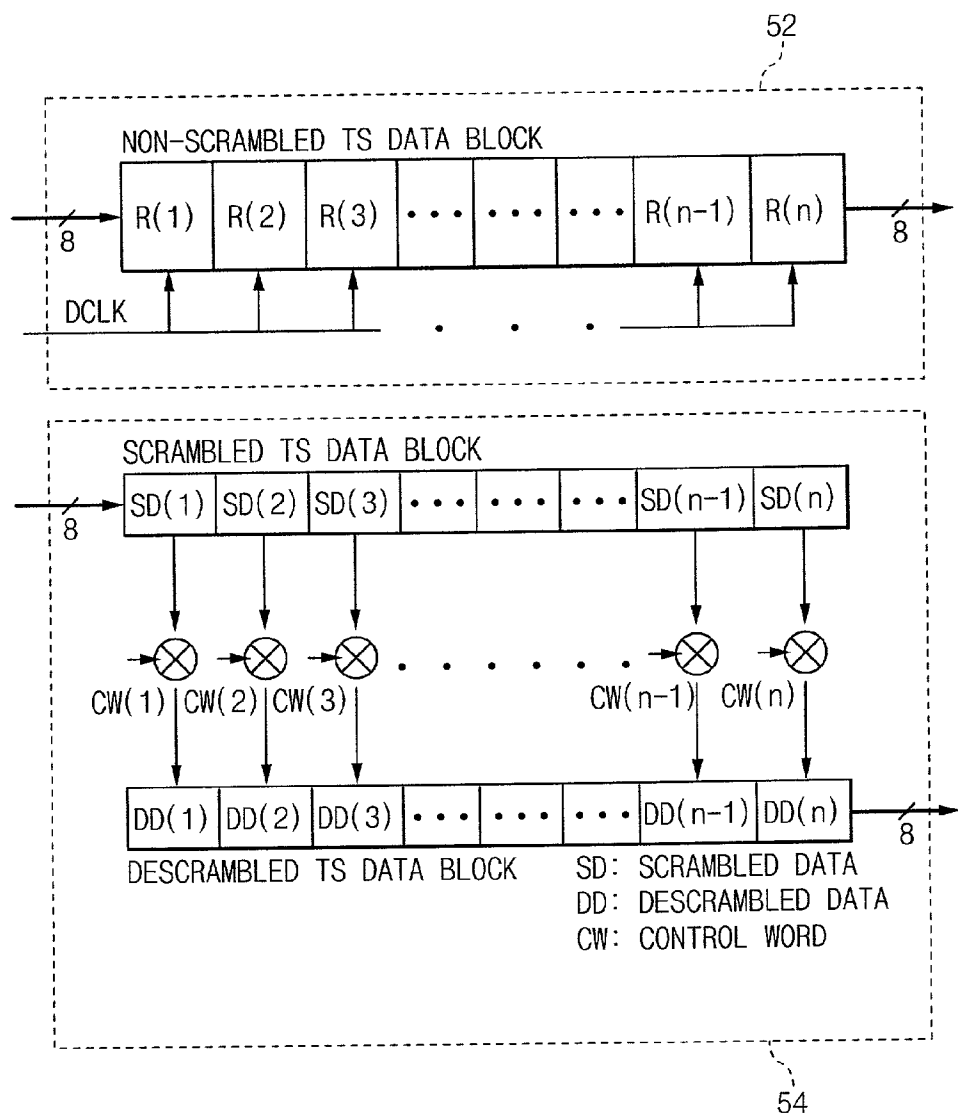 52
NON-SCRAMBLED TS DATA BLOCK
R(1) R(2) R(3) ••• ••• ••• R(n-1) R(n)
8 8
DCLK
SCRAMBLED TS DATA BLOCK
SD(1) SD(2) SD(3) ••• ••• ••• SD(n-1) SD(n)
8
CW(1) CW(2) CW(3) CW(n-1) CW(n)
DD(1) DD(2) DD(3) ••• ••• ••• DD(n-1) DD(n)
8
DESCRAMBLED TS DATA BLOCK
SD: SCRAMBLED DATA
DD: DESCRAMBLED DATA
CW: CONTROL WORD
54